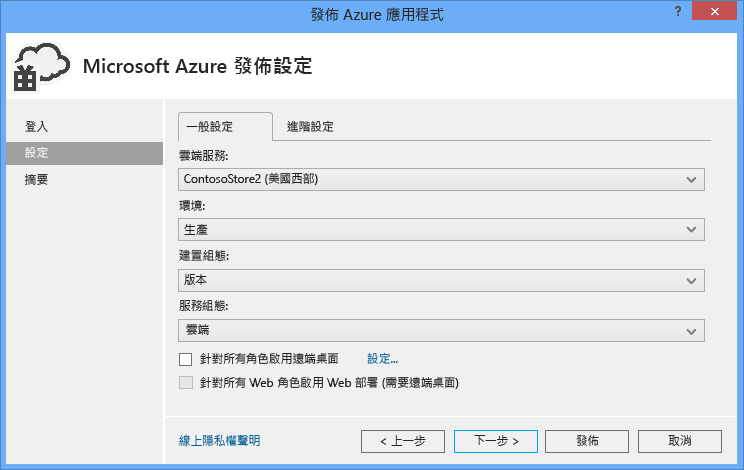 發佈 Azure 應用程式
?
Microsoft Azure 發佈設定
登入
設定
摘要
一般設定
進階設定
雲端服務:
ContosoStore2 (美國西部)
環境:
生產
建置組態:
版本
服務組態:
雲端
針對所有角色啟用遠端桌面
設定...
針對所有 Web 角色啟用 Web 部署 (需要遠端桌面)
線上隱私權聲明
< 上一步
下一步 >
發佈
取消